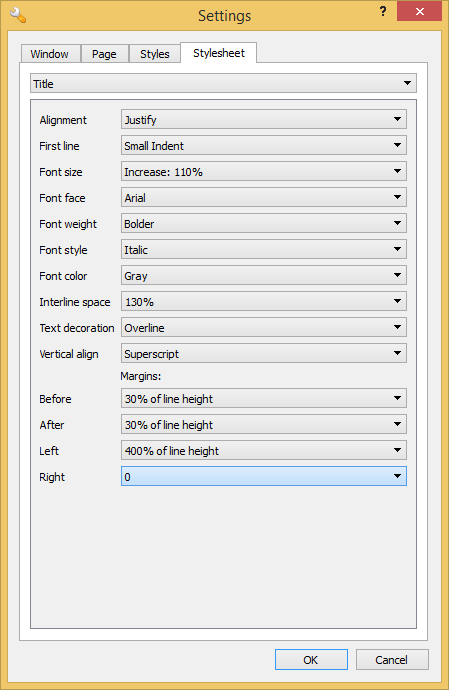 Settings
?
Window Page Styles Stylesheet
Title
Alignment Justify
First line Small Indent
Font size Increase: 110%
Font face Arial
Font weight Bolder
Font style Italic
Font color Gray
Interline space 130%
Text decoration Overline
Vertical align Superscript
Margins:
Before 30% of line height
After 30% of line height
Left 400% of line height
Right 0
OK Cancel